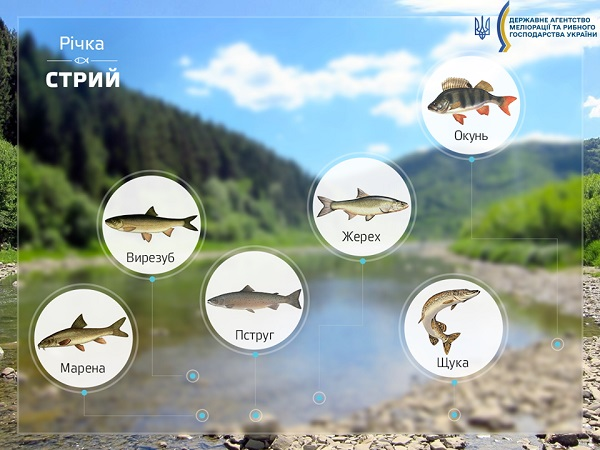 Річка
СТРИЙ
ДЕРЖАВНЕ АГЕНТСТВО
МЕЛІОРАЦІЇ ТА РИБНОГО
ГОСПОДАРСТВА УКРАЇНИ
Окунь
Жерех
Вирезуб
Пструг
Щука
Марена